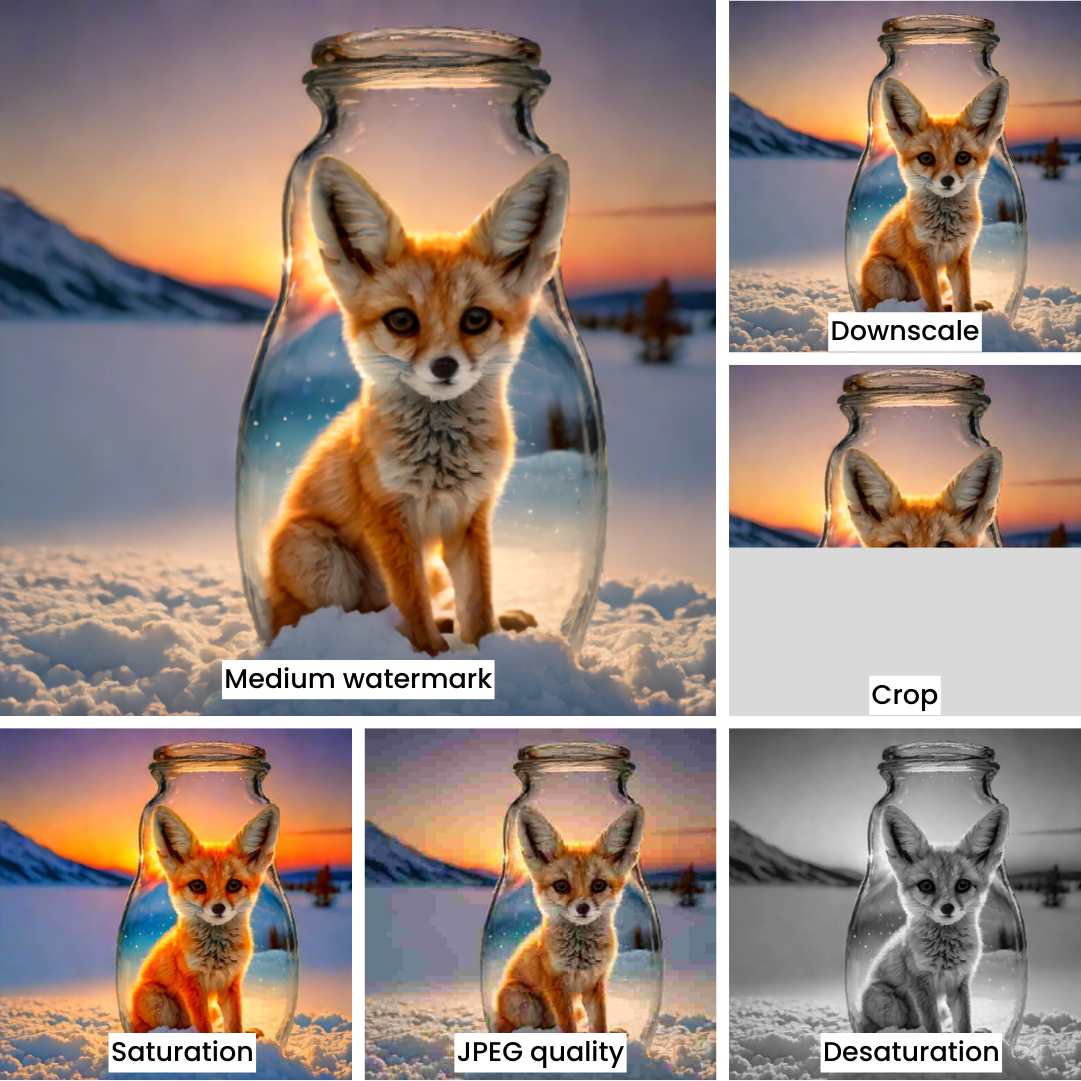 Downscale
Medium watermark
Crop
Saturation
JPEG quality
Desaturation